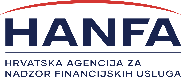 HANFA
HRVATSKA AGENCIJA ZA
NADZOR FINANCIJSKIH USLUGA